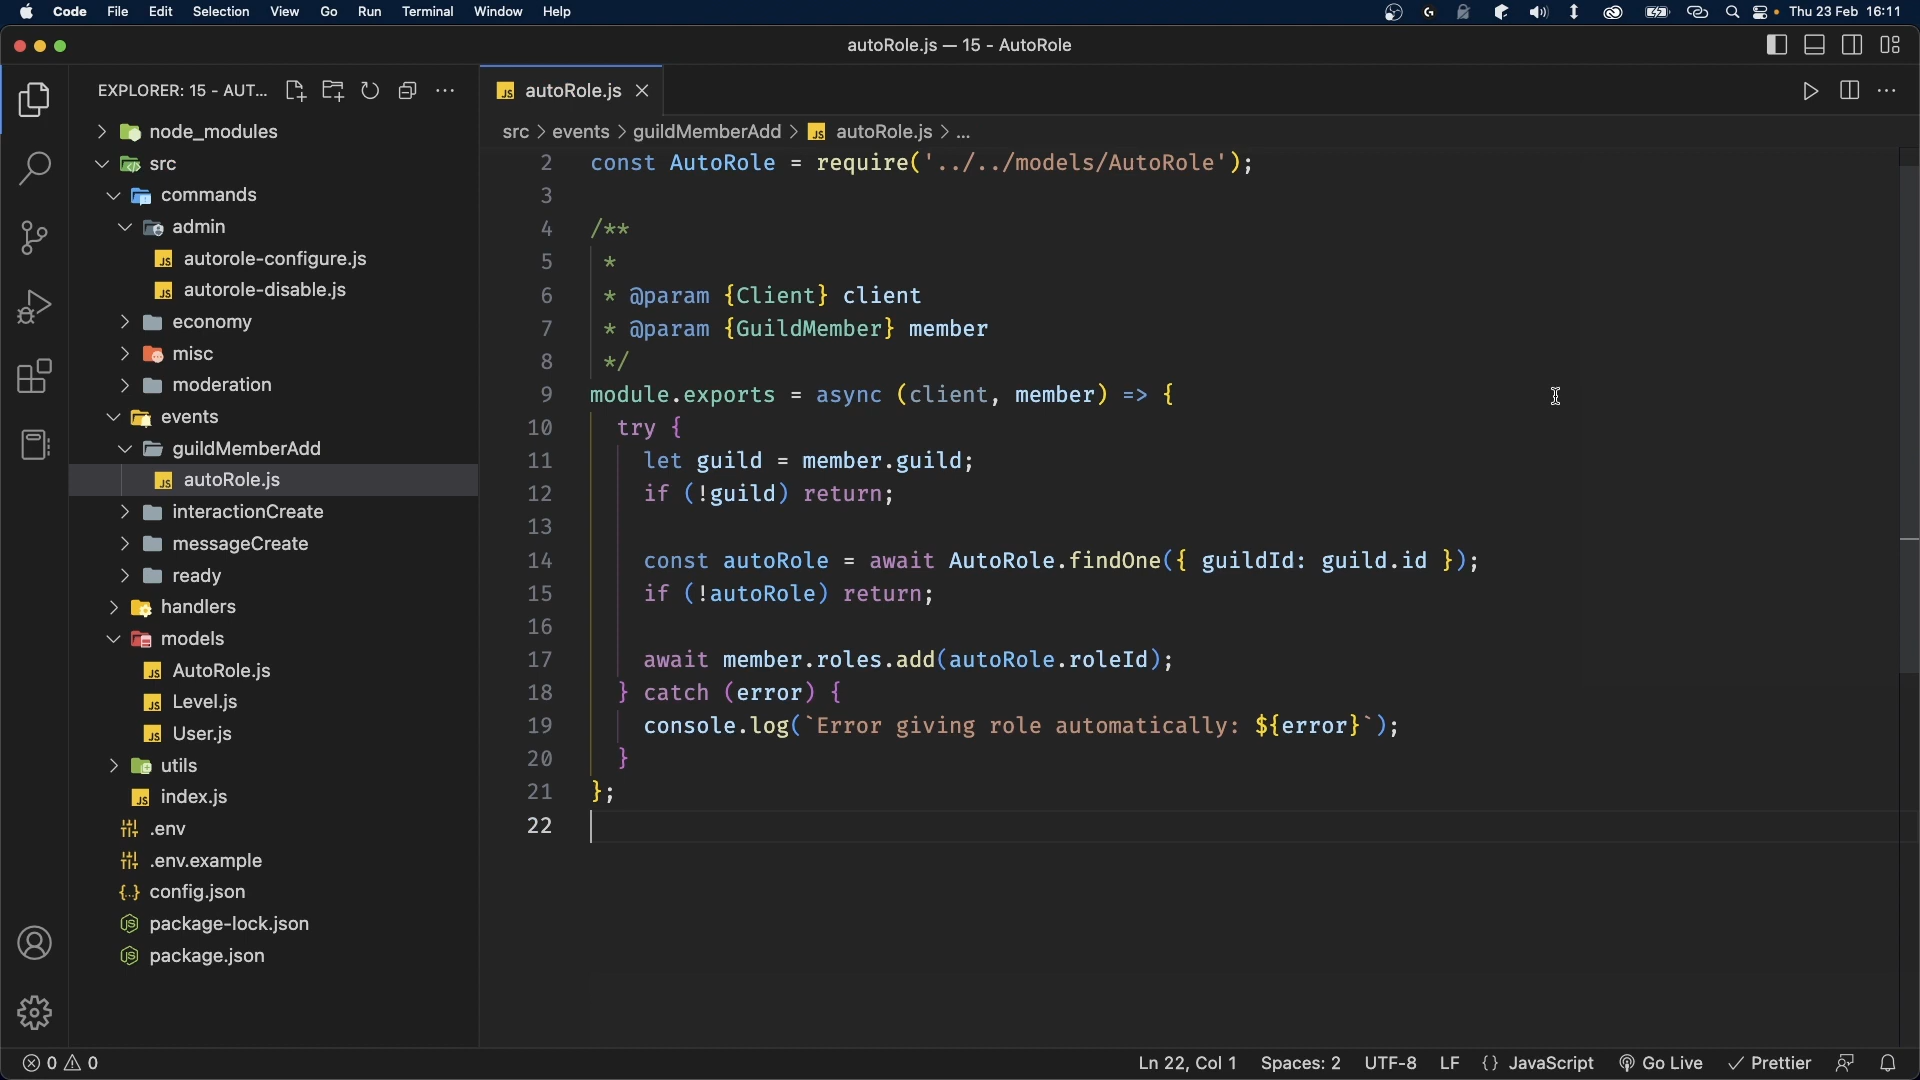 Code File Edit Selection View Go Run Terminal Window Help Thu 23 Feb 16:11
autoRole.js — 15 - AutoRole
EXPLORER: 15 - AUT...
node_modules
src
commands
admin
autorole-configure.js
autorole-disable.js
economy
misc
moderation
events
guildMemberAdd
autoRole.js
interactionCreate
messageCreate
ready
handlers
models
AutoRole.js
Level.js
User.js
utils
index.js
.env
.env.example
config.json
package-lock.json
package.json
autoRole.js
src > events > guildMemberAdd > autoRole.js > ...
2 const AutoRole = require('../../models/AutoRole');
3
4 /**
5 *
6 * @param {Client} client
7 * @param {GuildMember} member
8 */
9 module.exports = async (client, member) => {
10 try {
11 let guild = member.guild;
12 if (!guild) return;
13
14 const autoRole = await AutoRole.findOne({ guildId: guild.id });
15 if (!autoRole) return;
16
17 await member.roles.add(autoRole.roleId);
18 } catch (error) {
19 console.log(`Error giving role automatically: ${error}`);
20 }
21 };
22
0 0 Ln 22, Col 1 Spaces: 2 UTF-8 LF {} JavaScript Go Live Prettier